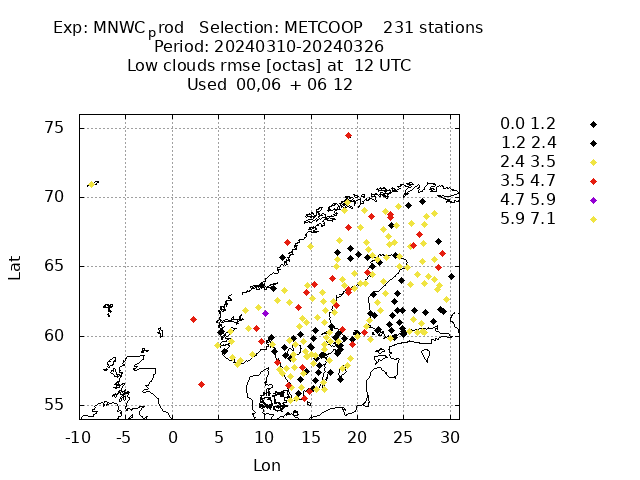 Exp: MNWCprod   Selection: METCOOP    231 stations
Period: 20240310-20240326
Low clouds rmse [octas] at  12 UTC
Used  00,06  + 06 12
0.0 1.2
1.2 2.4
2.4 3.5
3.5 4.7
4.7 5.9
5.9 7.1
75
70
65
60
55
Lat
-10 -5 0 5 10 15 20 25 30
Lon